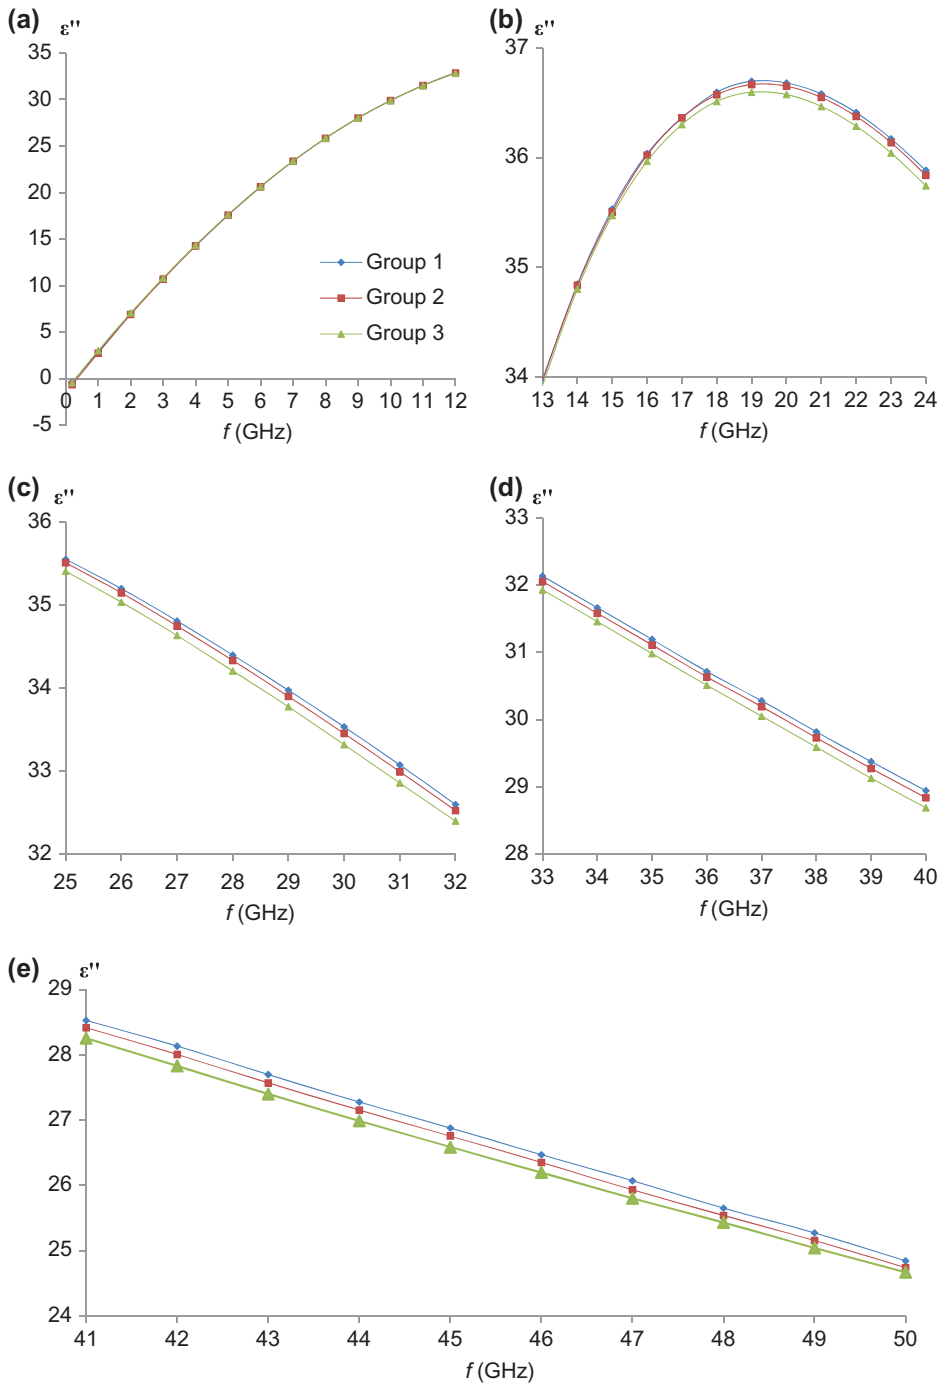 (a)
ε''
35
30
25
20
15
10
5
0
-5
0 1 2 3 4 5 6 7 8 9 10 11 12
f (GHz)
Group 1
Group 2
Group 3
(b)
ε''
37
36
35
34
13 14 15 16 17 18 19 20 21 22 23 24
f (GHz)
(c)
ε''
36
35
34
33
32
25 26 27 28 29 30 31 32
f (GHz)
(d)
ε''
33
32
31
30
29
28
33 34 35 36 37 38 39 40
f (GHz)
(e)
ε''
29
28
27
26
25
24
41 42 43 44 45 46 47 48 49 50
f (GHz)